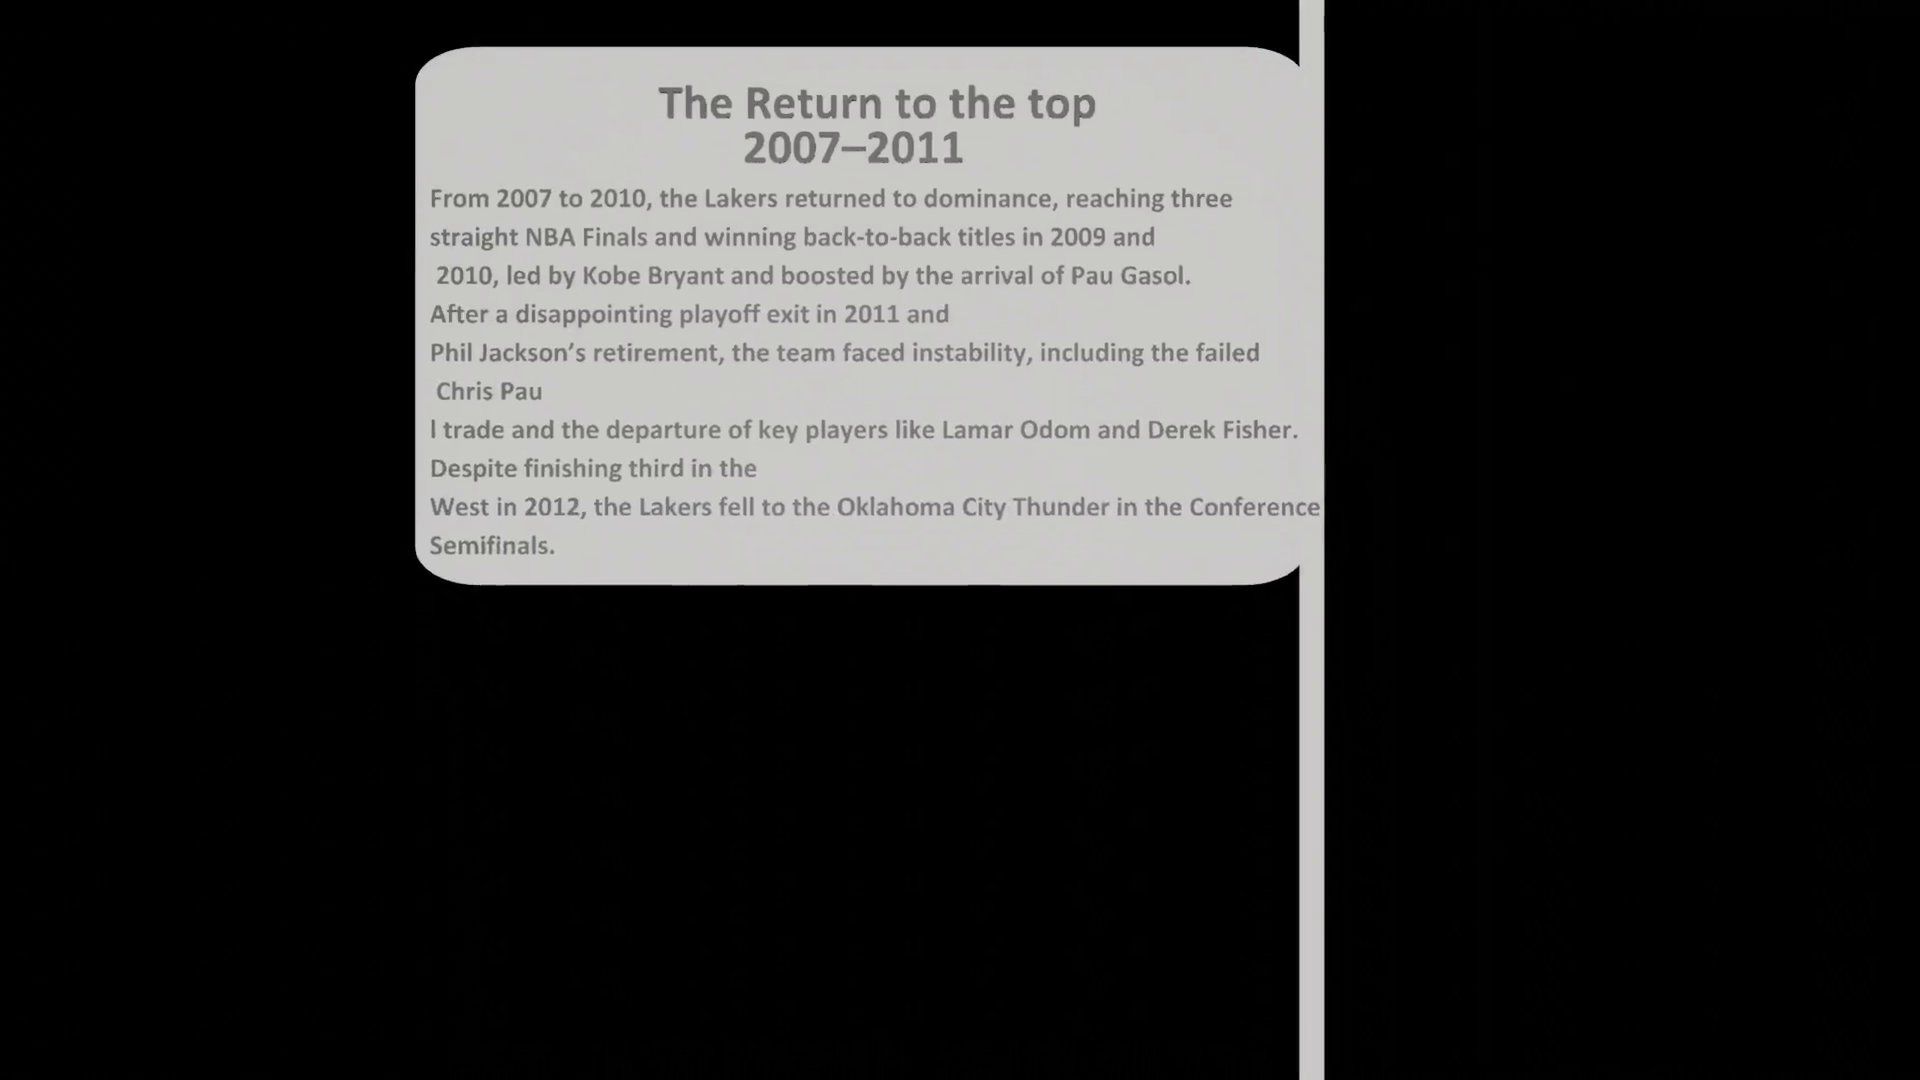 The Return to the top
2007–2011
From 2007 to 2010, the Lakers returned to dominance, reaching three
straight NBA Finals and winning back-to-back titles in 2009 and
2010, led by Kobe Bryant and boosted by the arrival of Pau Gasol.
After a disappointing playoff exit in 2011 and
Phil Jackson’s retirement, the team faced instability, including the failed
Chris Pau
l trade and the departure of key players like Lamar Odom and Derek Fisher.
Despite finishing third in the
West in 2012, the Lakers fell to the Oklahoma City Thunder in the Conference
Semifinals.